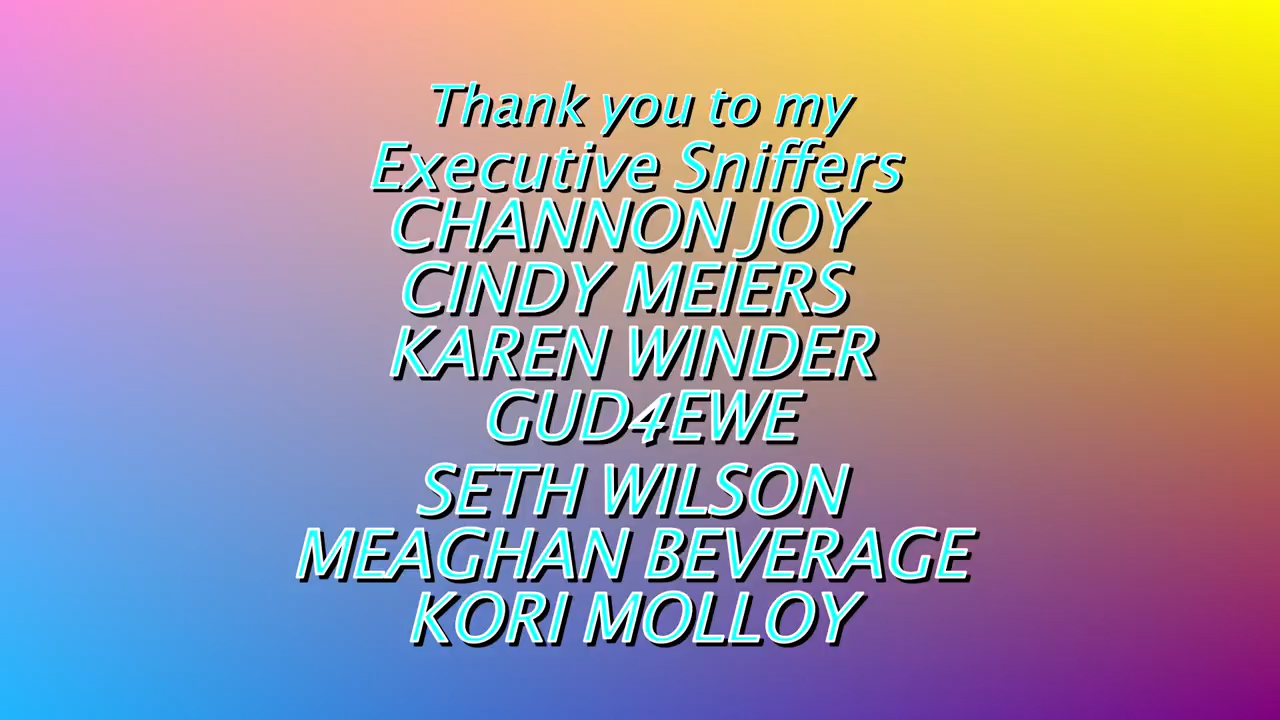 Thank you to my
Executive Sniffers
CHANNON JOY
CINDY MEIERS
KAREN WINDER
GUD4EWE
SETH WILSON
MEAGHAN BEVERAGE
KORI MOLLOY